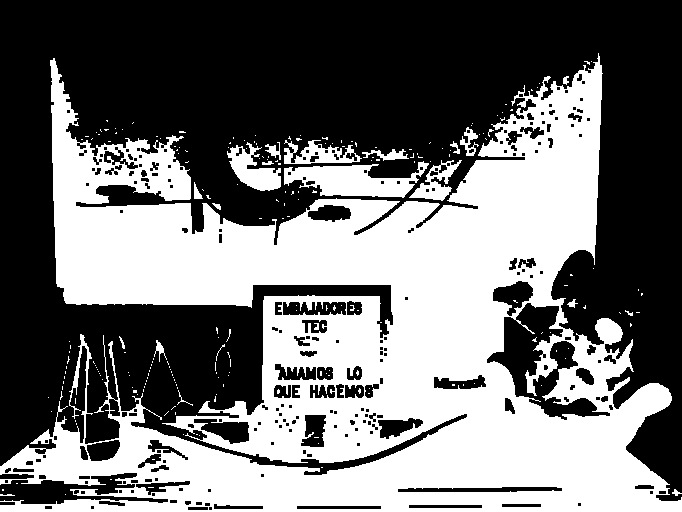 EMBAJADORES
TEC
"AMAMOS LO
QUE HACEMOS"
Microsoft